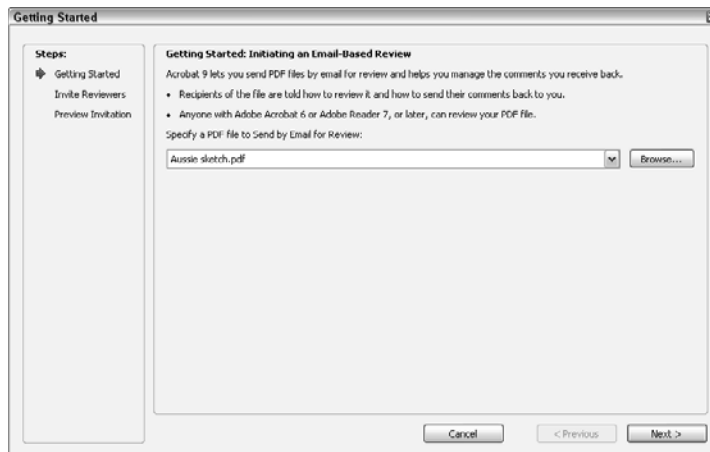 Getting Started
Steps:
Getting Started
Invite Reviewers
Preview Invitation
Getting Started: Initiating an Email-Based Review
Acrobat 9 lets you send PDF files by email for review and helps you manage the comments you receive back.
• Recipients of the file are told how to review it and how to send their comments back to you.
• Anyone with Adobe Acrobat 6 or Adobe Reader 7, or later, can review your PDF file.
Specify a PDF file to Send by Email for Review:
Aussie sketch.pdf
Browse...
Cancel
< Previous
Next >